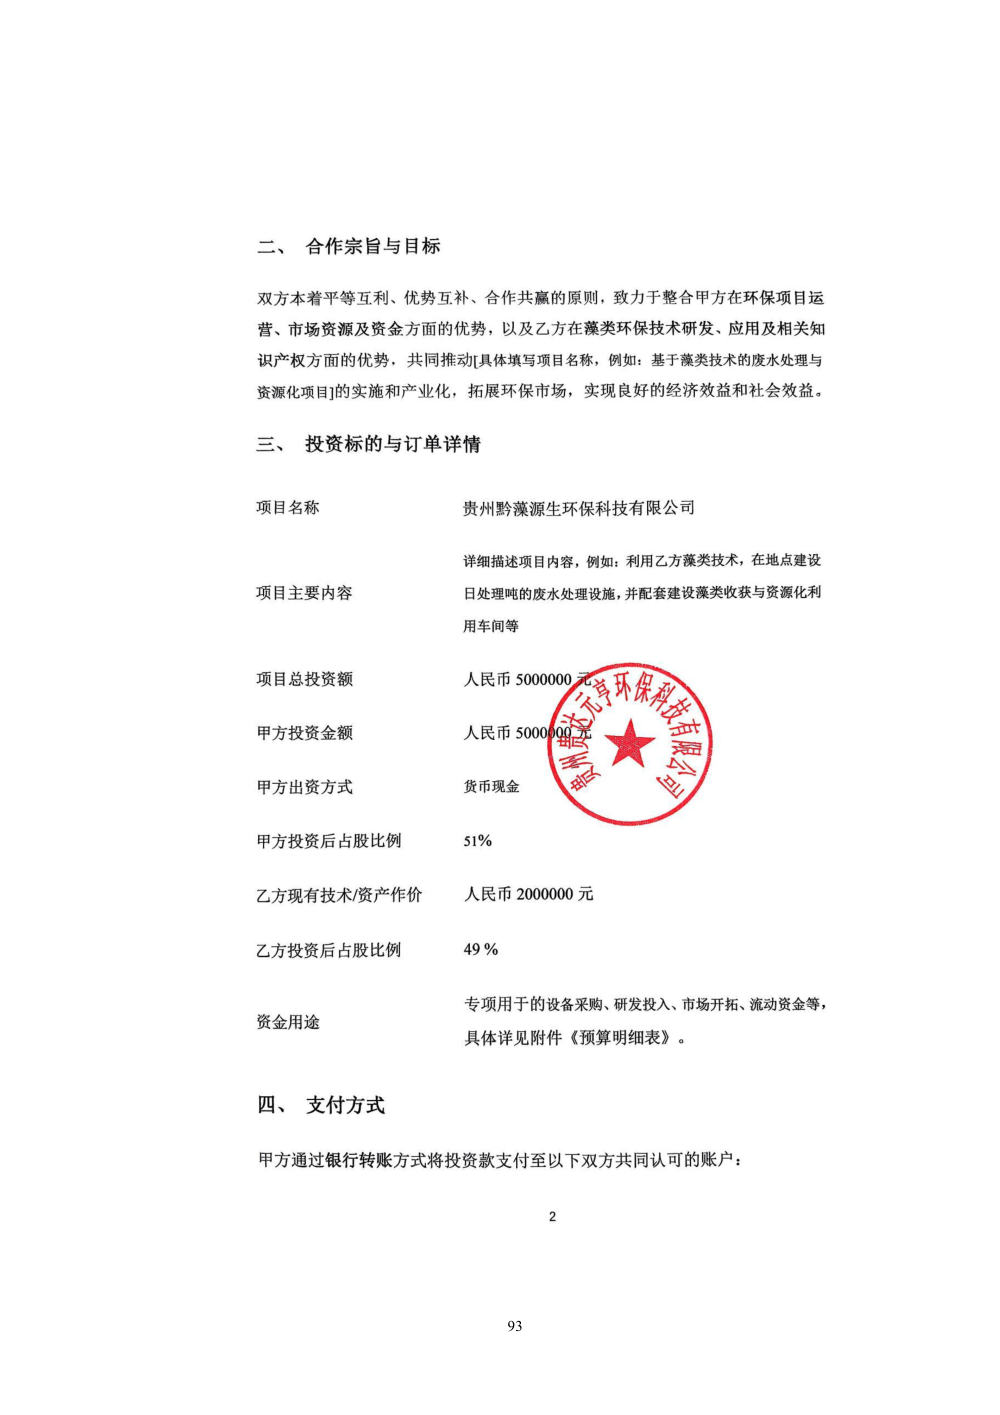 二、 合作宗旨与目标
双方本着平等互利、优势互补、合作共赢的原则，致力于整合甲方在环保项目运
营、市场资源及资金方面的优势，以及乙方在藻类环保技术研发、应用及相关知
识产权方面的优势，共同推动[具体填写项目名称，例如：基于藻类技术的废水处理与
资源化项目]的实施和产业化，拓展环保市场，实现良好的经济效益和社会效益。
三、 投资标的与订单详情
项目名称 贵州黔藻源生环保科技有限公司
详细描述项目内容，例如：利用乙方藻类技术，在地点建设
项目主要内容 日处理吨的废水处理设施，并配套建设藻类收获与资源化利
用车间等
项目总投资额 人民币 5000000 元
甲方投资金额 人民币 5000000 元
贵州贵达元亨环保科技有限公司
甲方出资方式 货币现金
甲方投资后占股比例 51%
乙方现有技术/资产作价 人民币 2000000 元
乙方投资后占股比例 49 %
资金用途 专项用于的设备采购、研发投入、市场开拓、流动资金等，
具体详见附件《预算明细表》。
四、 支付方式
甲方通过银行转账方式将投资款支付至以下双方共同认可的账户：
2
93